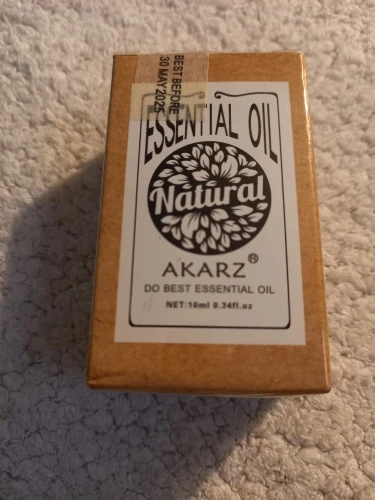 BEST BEFORE
30 MAY 2025
ESSENTIAL OIL
Natural
AKARZ®
DO BEST ESSENTIAL OIL
NET:10ml 0.34fl.oz